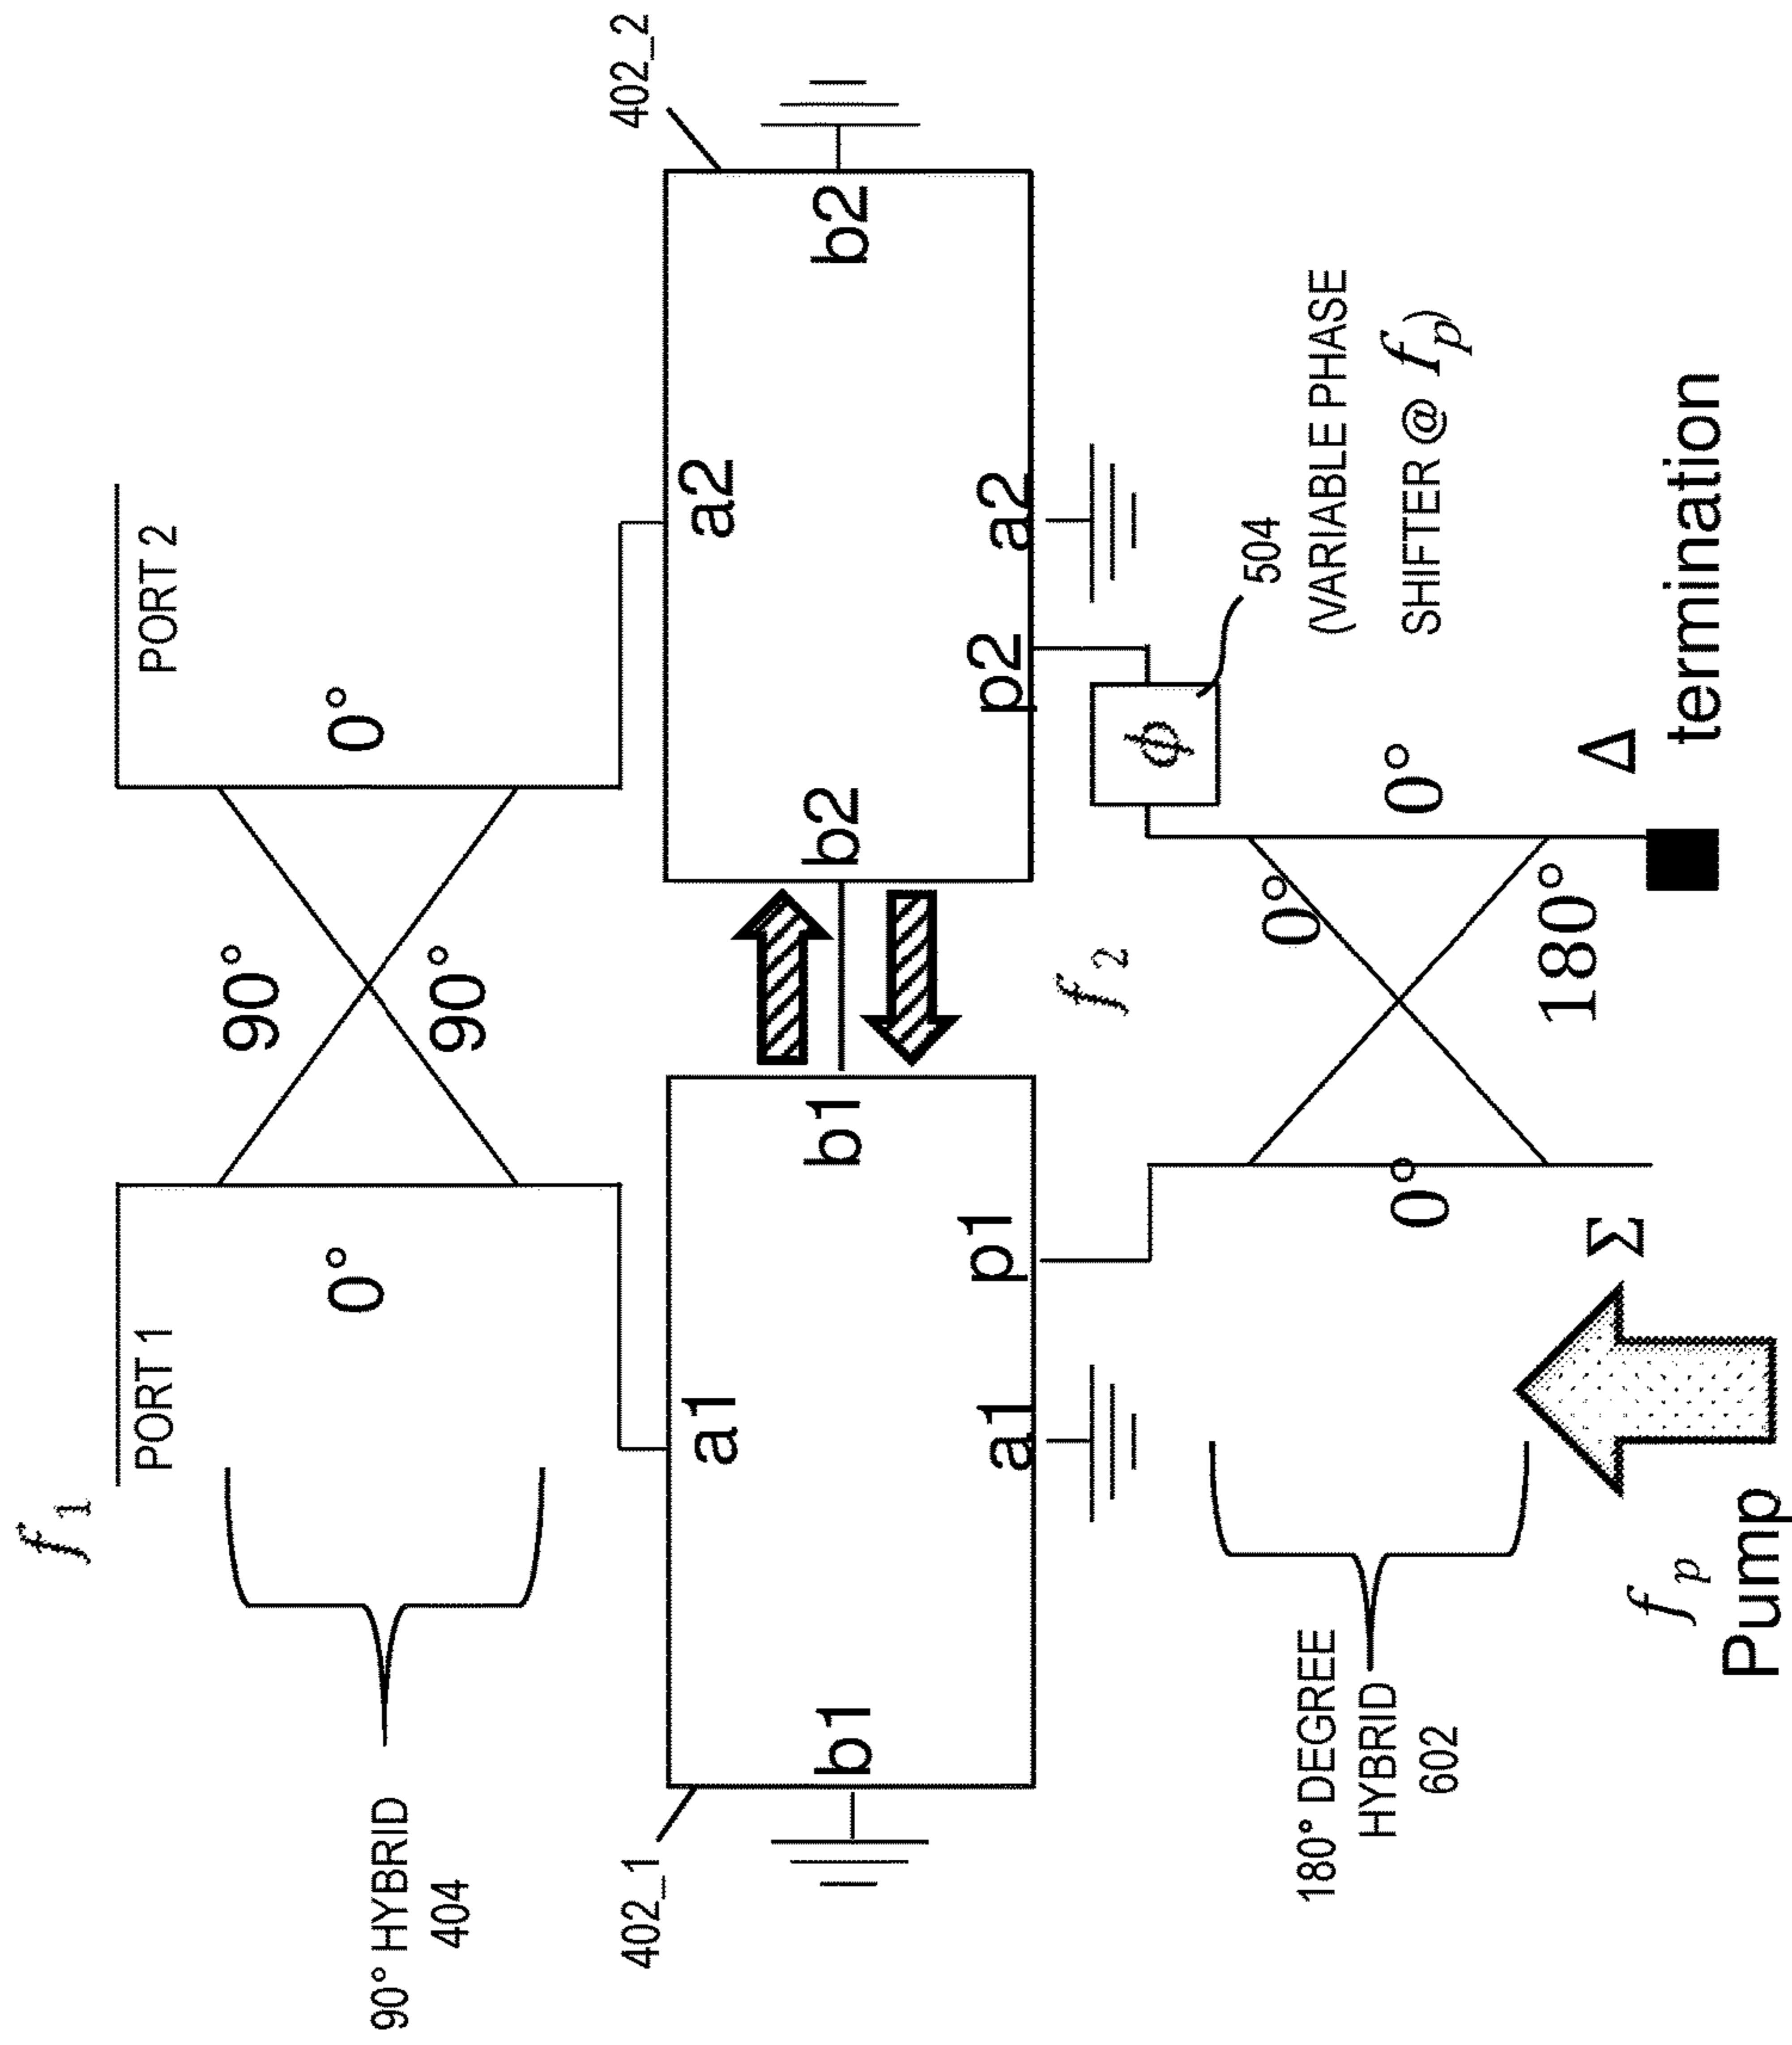 f1
PORT 1
PORT 2
90° HYBRID
404
0°
90°
90°
0°
402_1
402_2
a1
a2
b1
b1
b2
b2
a1
p1
p2
a2
f2
ϕ
504
(VARIABLE PHASE
SHIFTER @ fp)
180° DEGREE
HYBRID
602
0°
0°
0°
180°
Σ
Δ
fp
Pump
termination